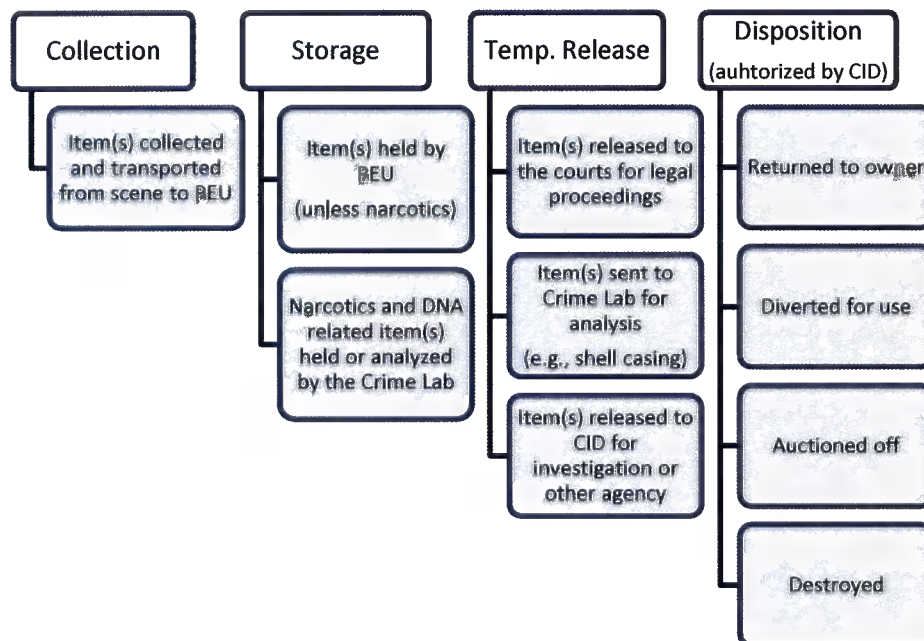 Collection
Item(s) collected
and transported
from scene to BEU
Storage
Item(s) held by
BEU
(unless narcotics)
Narcotics and DNA
related item(s)
held or analyzed
by the Crime Lab
Temp. Release
Item(s) released to
the courts for legal
proceedings
Item(s) sent to
Crime Lab for
analysis
(e.g., shell casing)
Item(s) released to
CID for
investigation or
other agency
Disposition
(auhtorized by CID)
Returned to owner
Diverted for use
Auctioned off
Destroyed